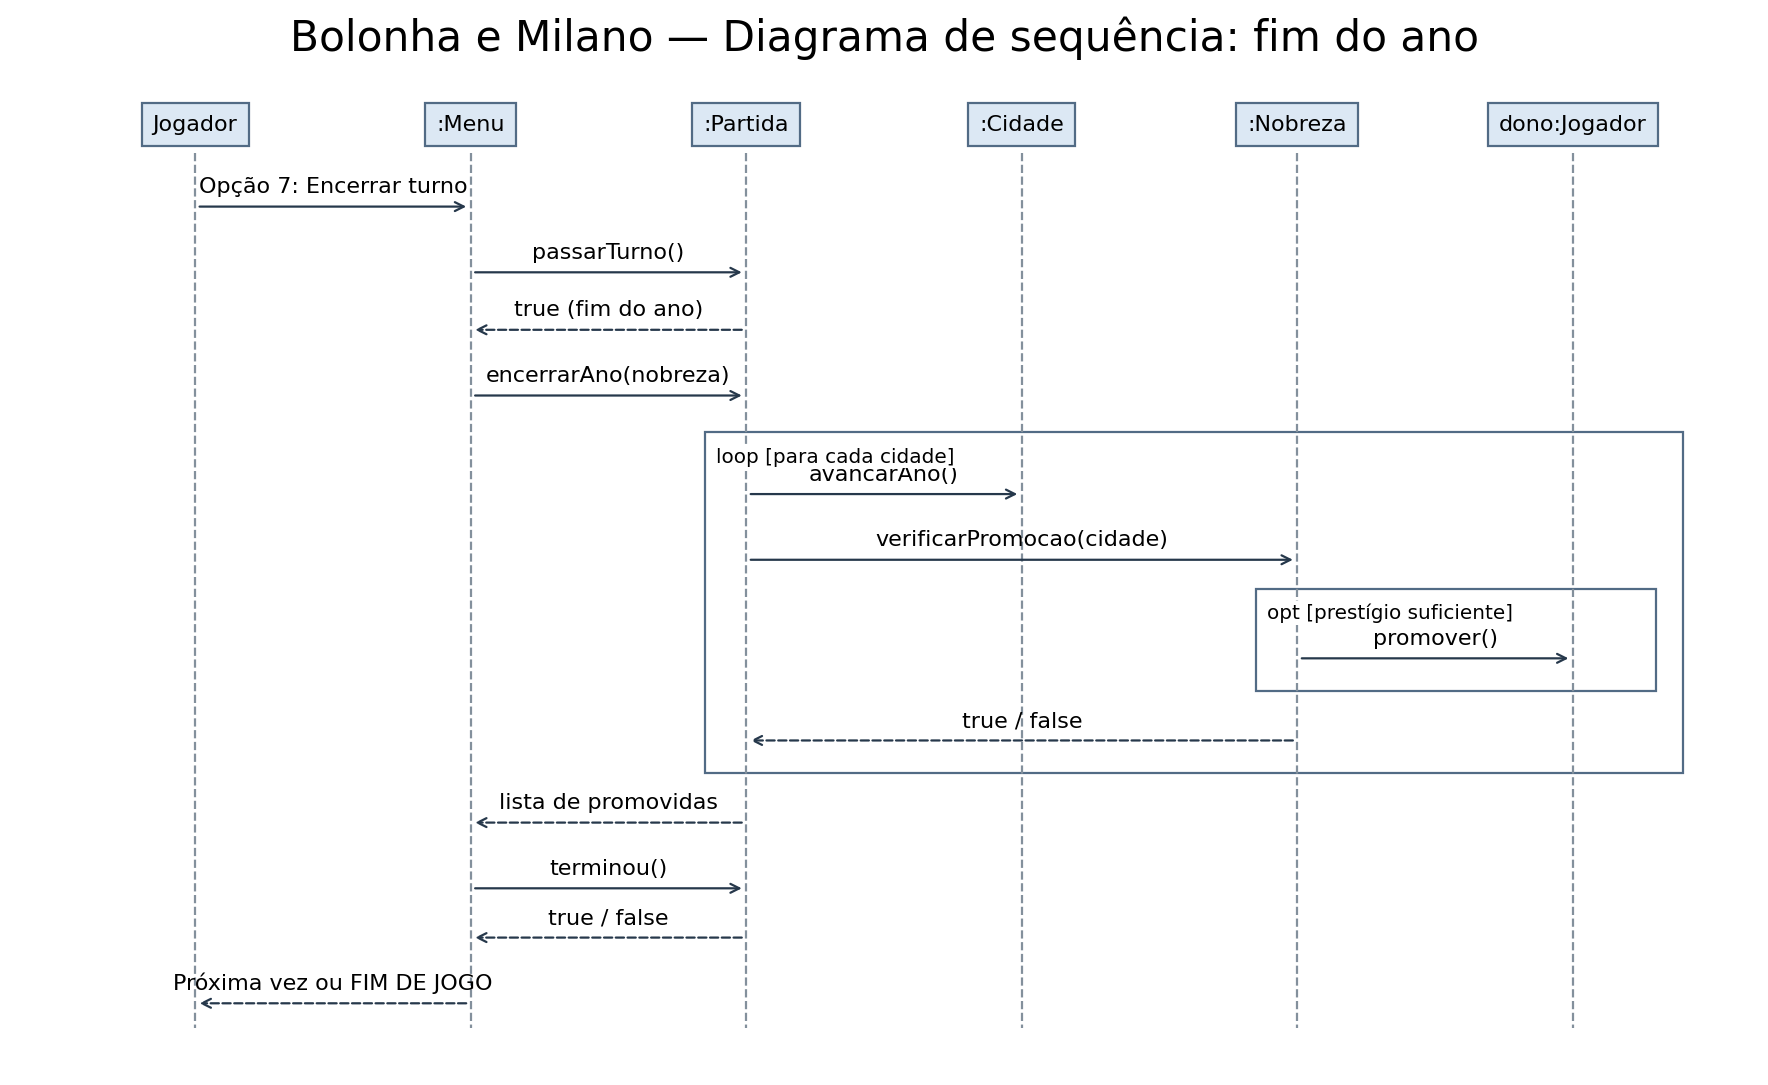 Bolonha e Milano — Diagrama de sequência: fim do ano
Jogador
:Menu
:Partida
:Cidade
:Nobreza
dono:Jogador
Opção 7: Encerrar turno
passarTurno()
true (fim do ano)
encerrarAno(nobreza)
loop [para cada cidade]
avancarAno()
verificarPromocao(cidade)
opt [prestígio suficiente]
promover()
true / false
lista de promovidas
terminou()
true / false
Próxima vez ou FIM DE JOGO